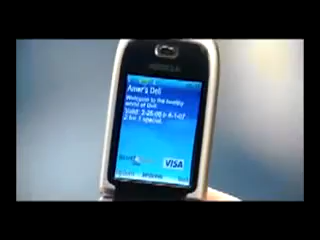 NOKIA
Amer's Deli
Welcome to the healthy
world of Deli
Valid: 3-26-06 to 6-1-07
2 for 1 special.
VISA